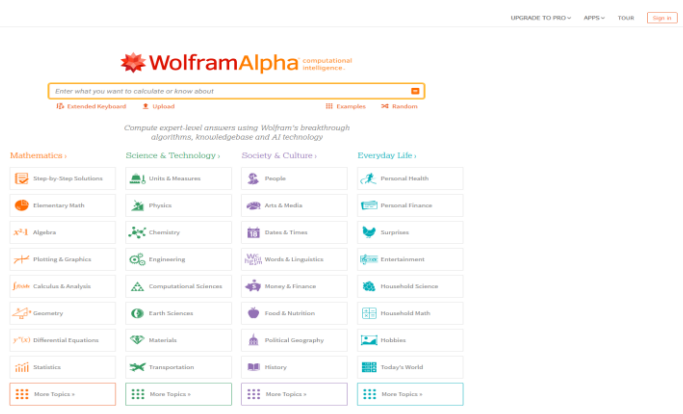 UPGRADE TO PRO APPS TOUR Sign in
WolframAlpha computational intelligence.
Enter what you want to calculate or know about
Extended Keyboard Upload Examples Random
Compute expert-level answers using Wolfram's breakthrough
algorithms, knowledgebase and AI technology
Mathematics ›
Step-by-Step Solutions
Elementary Math
Algebra
Plotting & Graphics
Calculus & Analysis
Geometry
Differential Equations
Statistics
More Topics »
Science & Technology ›
Units & Measures
Physics
Chemistry
Engineering
Computational Sciences
Earth Sciences
Materials
Transportation
More Topics »
Society & Culture ›
People
Arts & Media
Dates & Times
Words & Linguistics
Money & Finance
Food & Nutrition
Political Geography
History
More Topics »
Everyday Life ›
Personal Health
Personal Finance
Surprises
Entertainment
Household Science
Household Math
Hobbies
Today's World
More Topics »